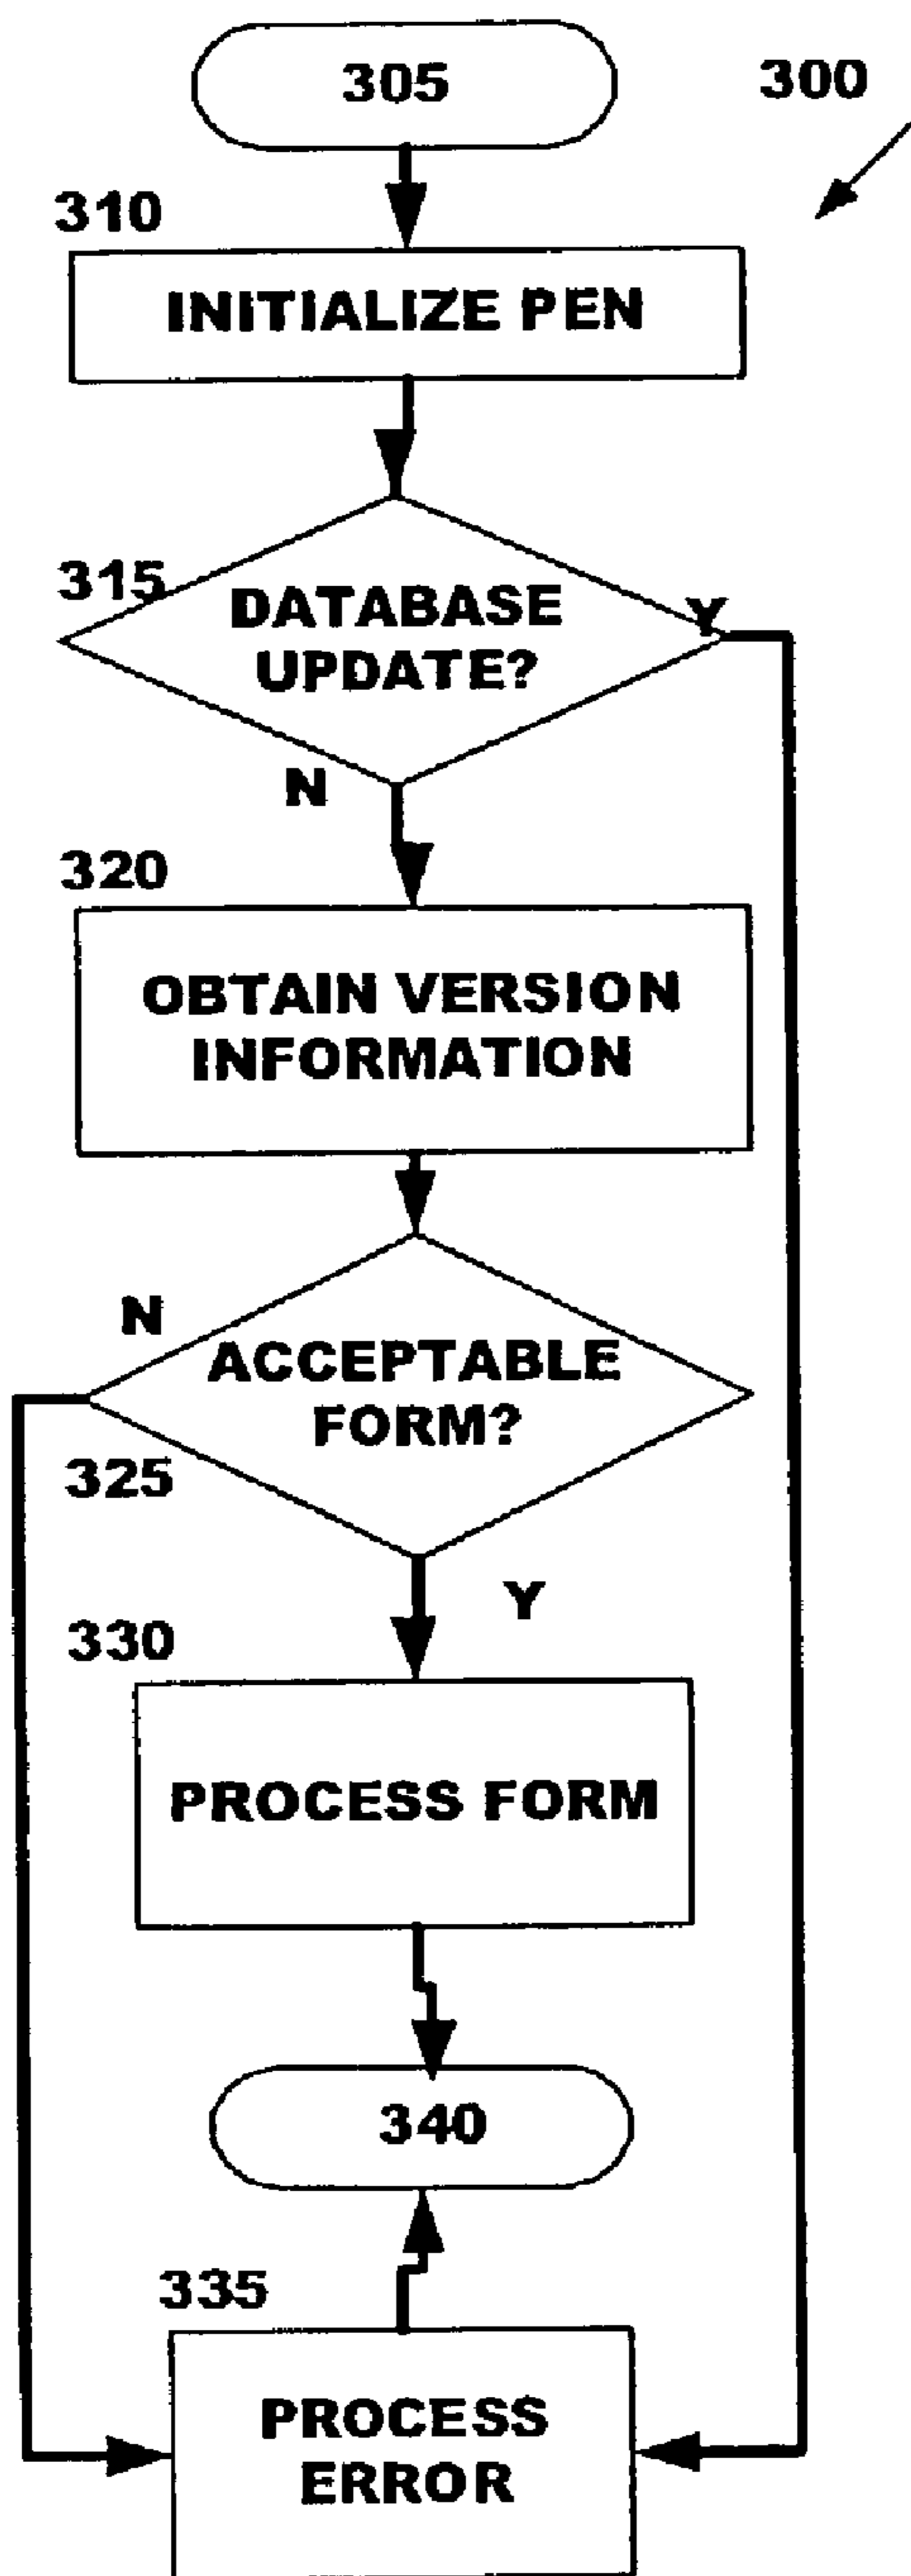 305
300
310
INITIALIZE PEN
315
DATABASE
UPDATE?
Y
N
320
OBTAIN VERSION
INFORMATION
N
ACCEPTABLE
FORM?
325
Y
330
PROCESS FORM
340
335
PROCESS
ERROR